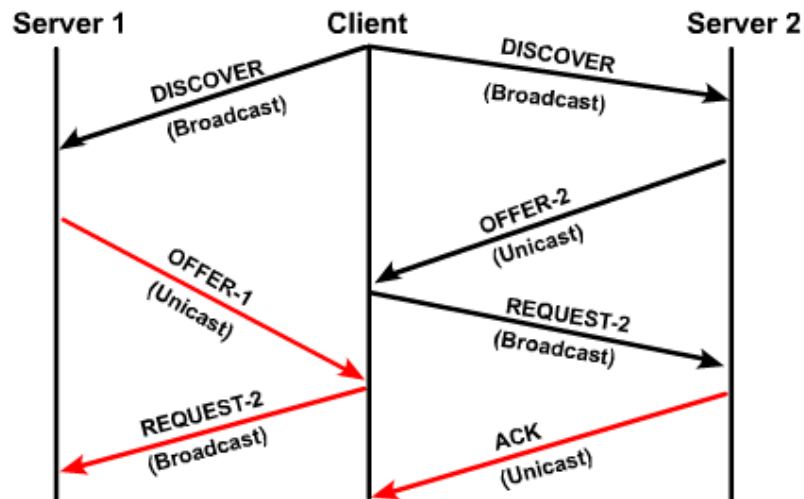 Server 1
Client
Server 2
DISCOVER
(Broadcast)
DISCOVER
(Broadcast)
OFFER-2
(Unicast)
OFFER-1
(Unicast)
REQUEST-2
(Broadcast)
REQUEST-2
(Broadcast)
ACK
(Unicast)